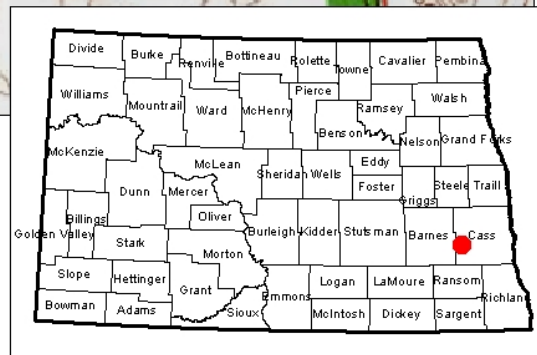 Divide Burke Renville Bottineau Rolette Towne Cavalier Pembina
Williams Mountrail Ward McHenry Pierce Benson Ramsey Walsh
McKenzie McLean Sheridan Wells Eddy Nelson Grand Forks
Dunn Mercer Foster Griggs Steele Traill
Golden Valley Billings Stark Oliver Morton Burleigh Kidder Stutsman Barnes Cass
Slope Hettinger Grant Emmons Logan LaMoure Ransom Richlan
Bowman Adams Sioux McIntosh Dickey Sargent